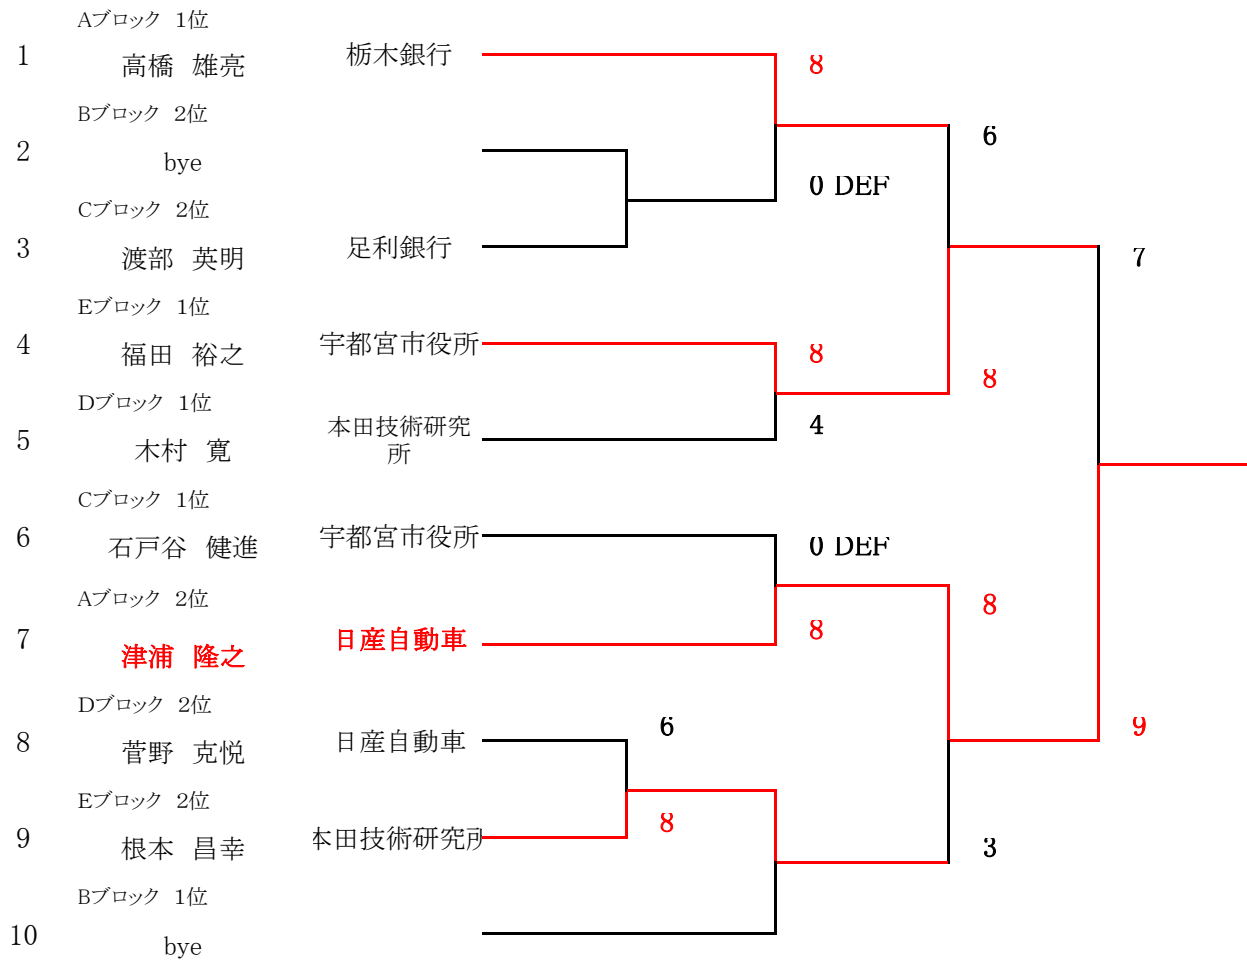 Aブロック 1位
1 高橋 雄亮 栃木銀行 8
Bブロック 2位
6
2 bye
0 DEF
Cブロック 2位
3 渡部 英明 足利銀行
7
Eブロック 1位
4 福田 裕之 宇都宮市役所 8
8
Dブロック 1位
4
5 木村 寛 本田技術研究
所
Cブロック 1位
6 石戸谷 健進 宇都宮市役所 0 DEF
Aブロック 2位
8
7 津浦 隆之 日産自動車 8
Dブロック 2位
6
9
8 菅野 克悦 日産自動車
Eブロック 2位
8
9 根本 昌幸 本田技術研究所
3
Bブロック 1位
10 bye